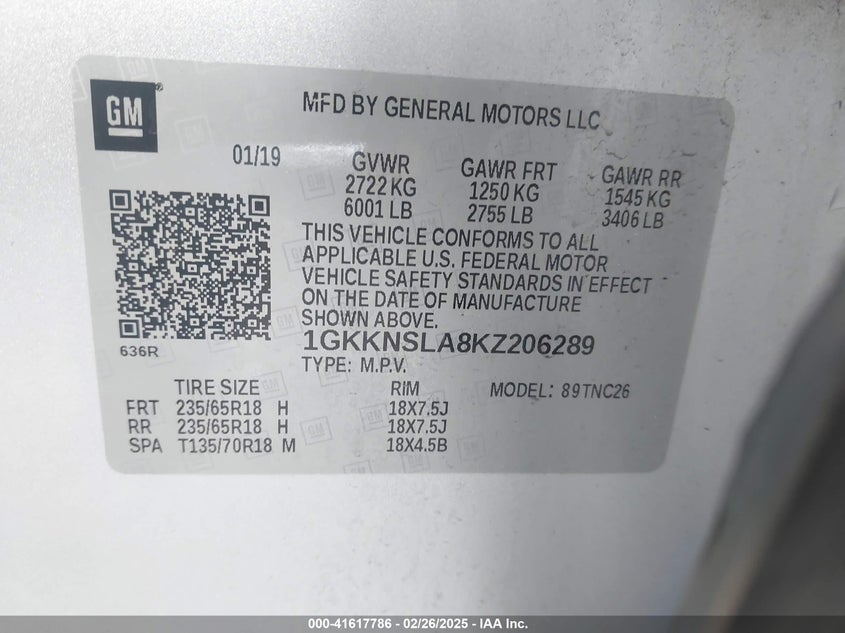 GM
MFD BY GENERAL MOTORS LLC
01/19
GVWR
2722 KG
6001 LB
GAWR FRT
1250 KG
2755 LB
GAWR RR
1545 KG
3406 LB
THIS VEHICLE CONFORMS TO ALL
APPLICABLE U.S. FEDERAL MOTOR
VEHICLE SAFETY STANDARDS IN EFFECT
ON THE DATE OF MANUFACTURE
SHOWN ABOVE.
636R
1GKKNSLA8KZ206289
TYPE: M.P.V.
TIRE SIZE RIM MODEL: 89TNC26
FRT 235/65R18 H 18X7.5J
RR 235/65R18 H 18X7.5J
SPA T135/70R18 M 18X4.5B
000-41617786 - 02/26/2025 - IAA Inc.